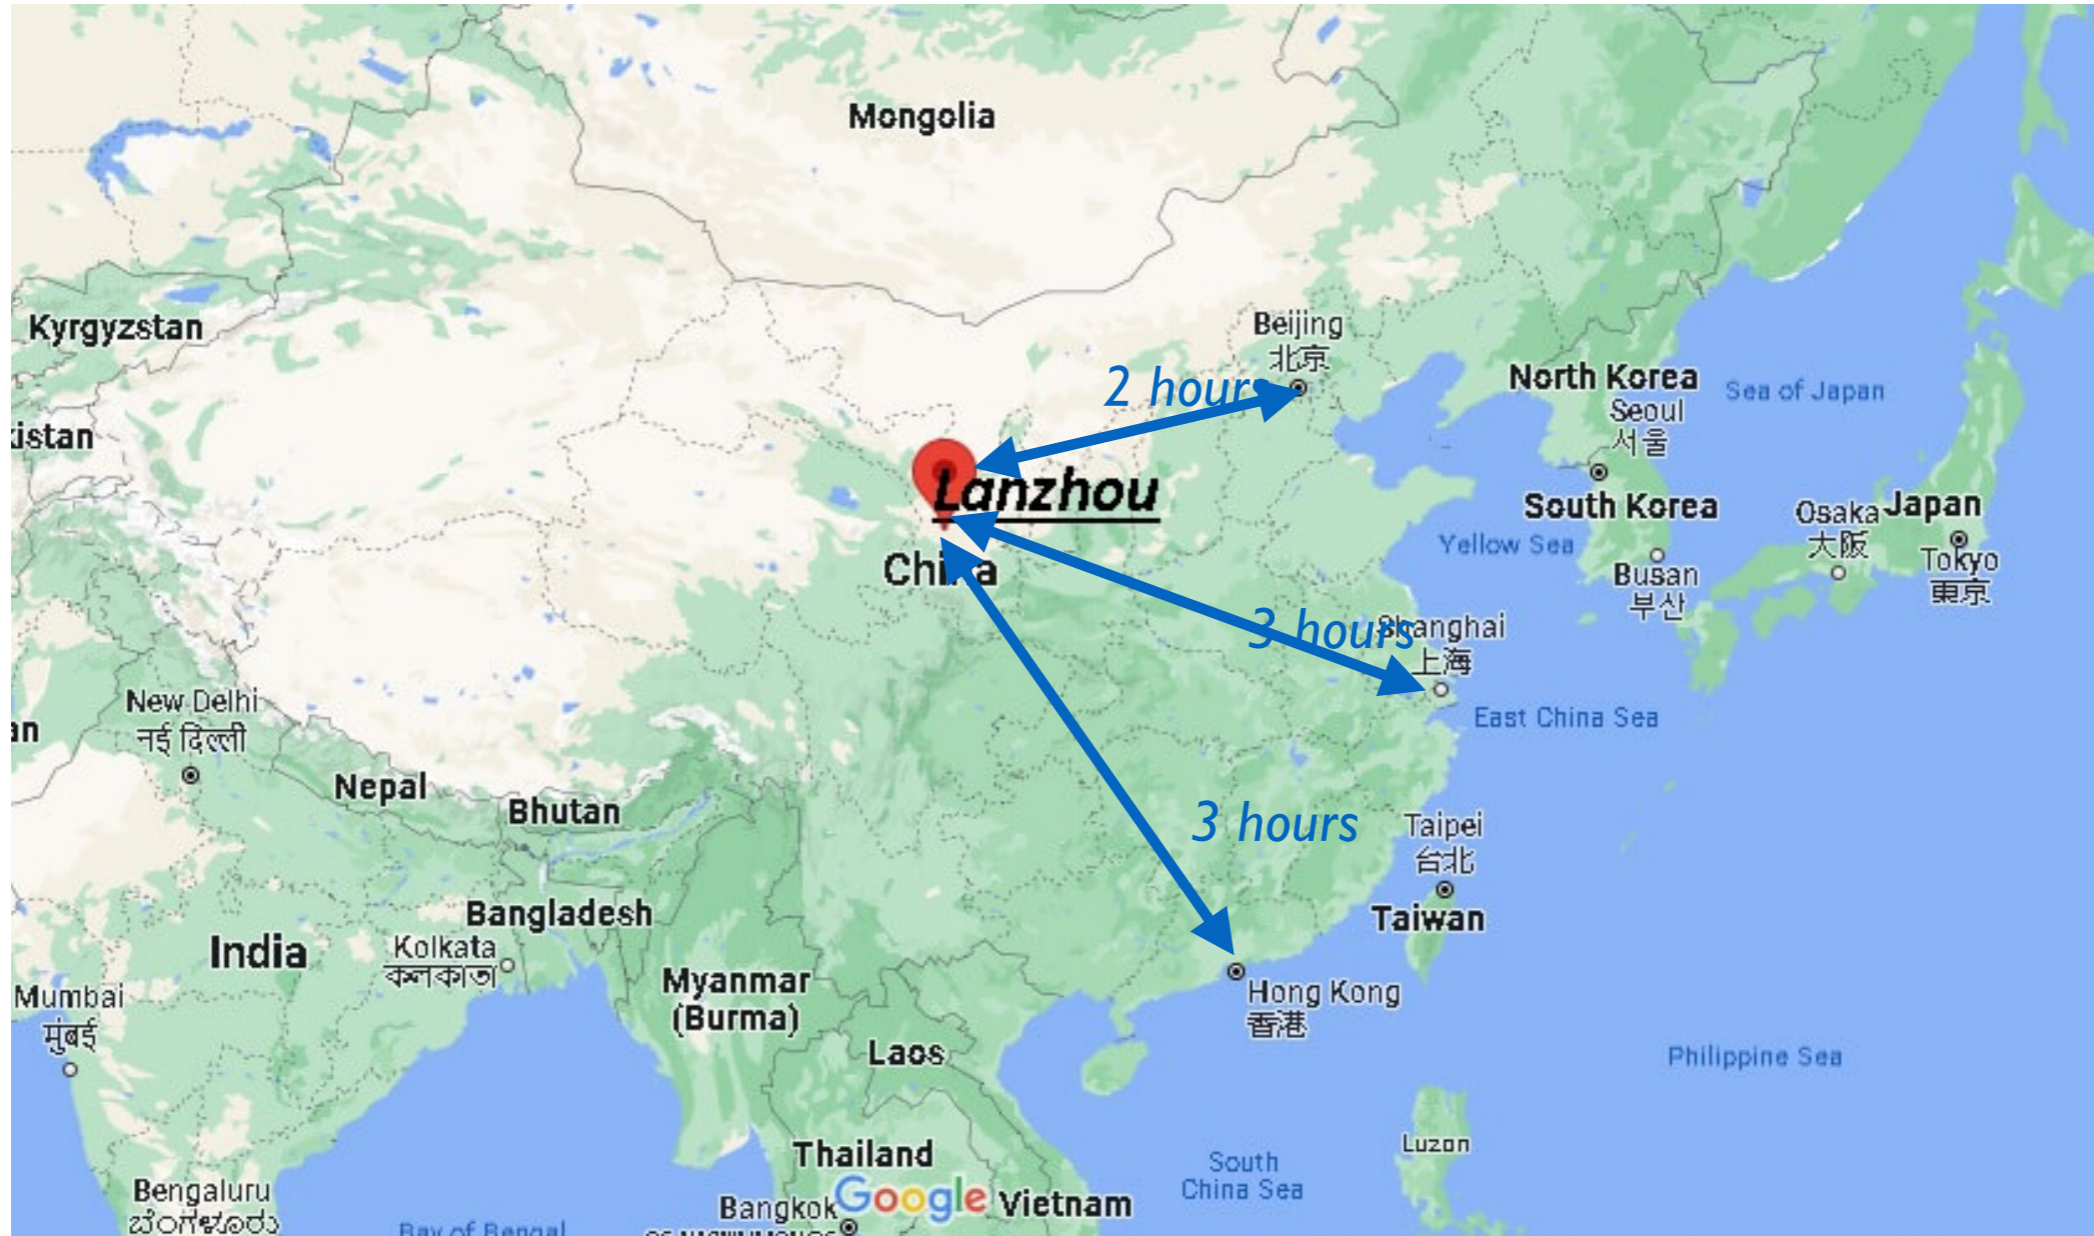 Mongolia
Beijing
北京
Kyrgyzstan
2 hours
North Korea
Sea of Japan
Seoul
서울
istan
Lanzhou
South Korea
Japan
Osaka
大阪
Yellow Sea
Tokyo
東京
China
Busan
부산
3 hours
Shanghai
上海
New Delhi
नई दिल्ली
an
East China Sea
Nepal
Bhutan
3 hours
Taipei
台北
Bangladesh
Taiwan
India
Kolkata
কলকাতা
Myanmar
(Burma)
Mumbai
मुंबई
Hong Kong
香港
Laos
Philippine Sea
Luzon
Thailand
South
China Sea
Bengaluru
ಬೆಂಗಳೂರು
Bangkok
Google
Vietnam
Bay of Bengal